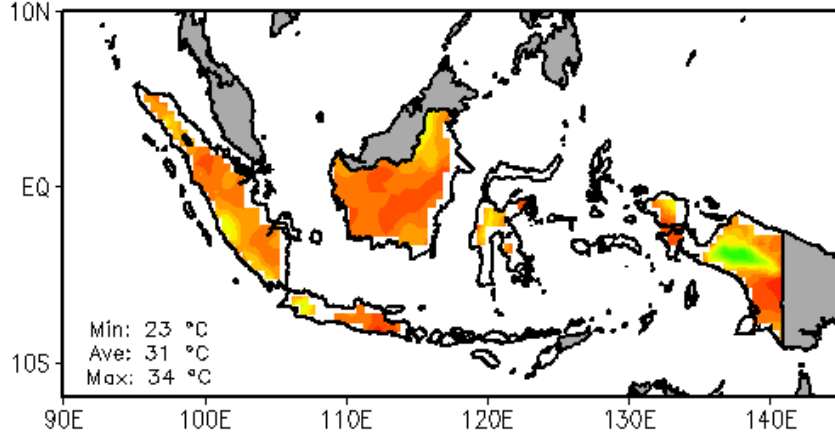 10N
EQ
Min: 23 °C
Ave: 31 °C
10S
Max: 34 °C
90E 100E 110E 120E 130E 140E